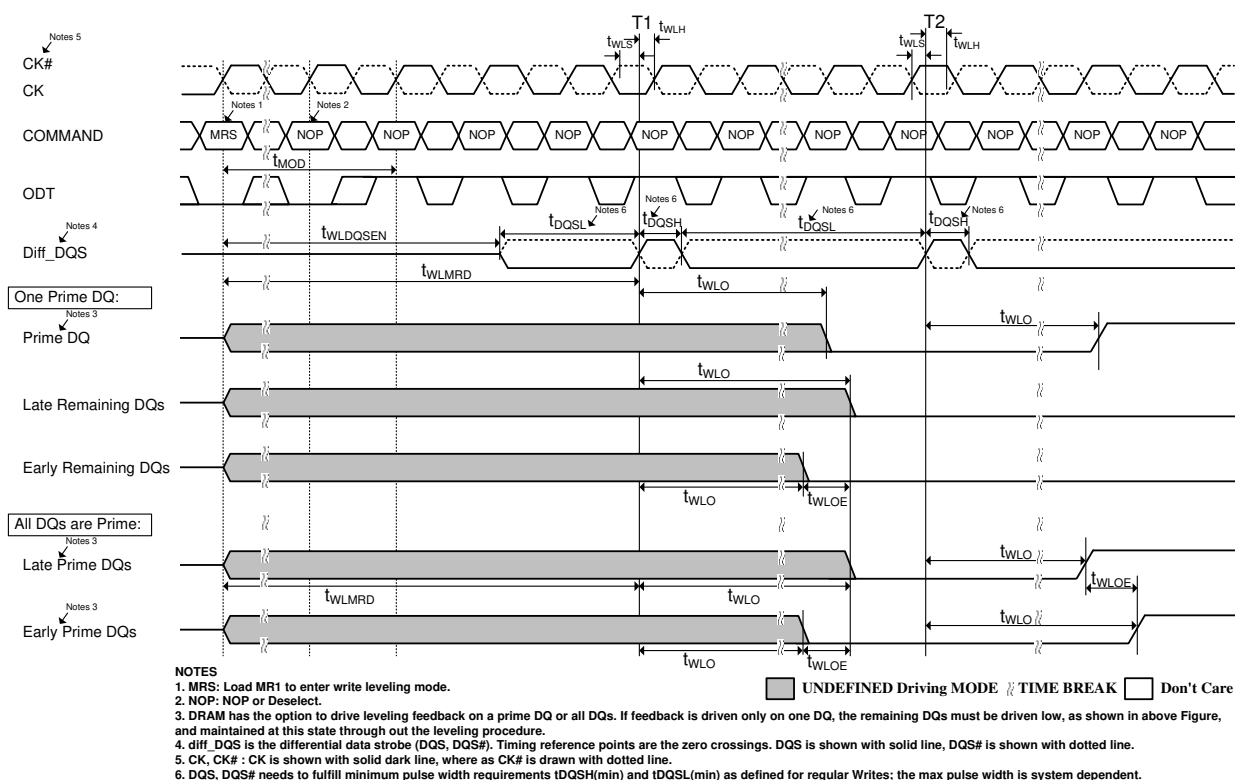 T1 T2
tWLS tWLH tWLS tWLH
Notes 5
CK#
CK
Notes 1 Notes 2
COMMAND MRS NOP NOP NOP NOP NOP NOP NOP NOP NOP NOP NOP
tMOD
ODT
Notes 6 Notes 6 Notes 6 Notes 6
tDQSL tDQSH tDQSL tDQSH
Notes 4
Diff_DQS
tWLDQSEN
tWLMRD
tWLO
One Prime DQ:
Notes 3
Prime DQ
tWLO
tWLO
Late Remaining DQs
Early Remaining DQs
tWLO tWLOE
All DQs are Prime:
Notes 3
Late Prime DQs
tWLO
tWLMRD tWLO tWLOE
Notes 3
Early Prime DQs
tWLO
tWLO tWLOE
NOTES
1. MRS: Load MR1 to enter write leveling mode.
UNDEFINED Driving MODE TIME BREAK Don't Care
2. NOP: NOP or Deselect.
3. DRAM has the option to drive leveling feedback on a prime DQ or all DQs. If feedback is driven only on one DQ, the remaining DQs must be driven low, as shown in above Figure,
and maintained at this state through out the leveling procedure.
4. diff_DQS is the differential data strobe (DQS, DQS#). Timing reference points are the zero crossings. DQS is shown with solid line, DQS# is shown with dotted line.
5. CK, CK# : CK is shown with solid dark line, where as CK# is drawn with dotted line.
6. DQS, DQS# needs to fulfill minimum pulse width requirements tDQSH(min) and tDQSL(min) as defined for regular Writes; the max pulse width is system dependent.